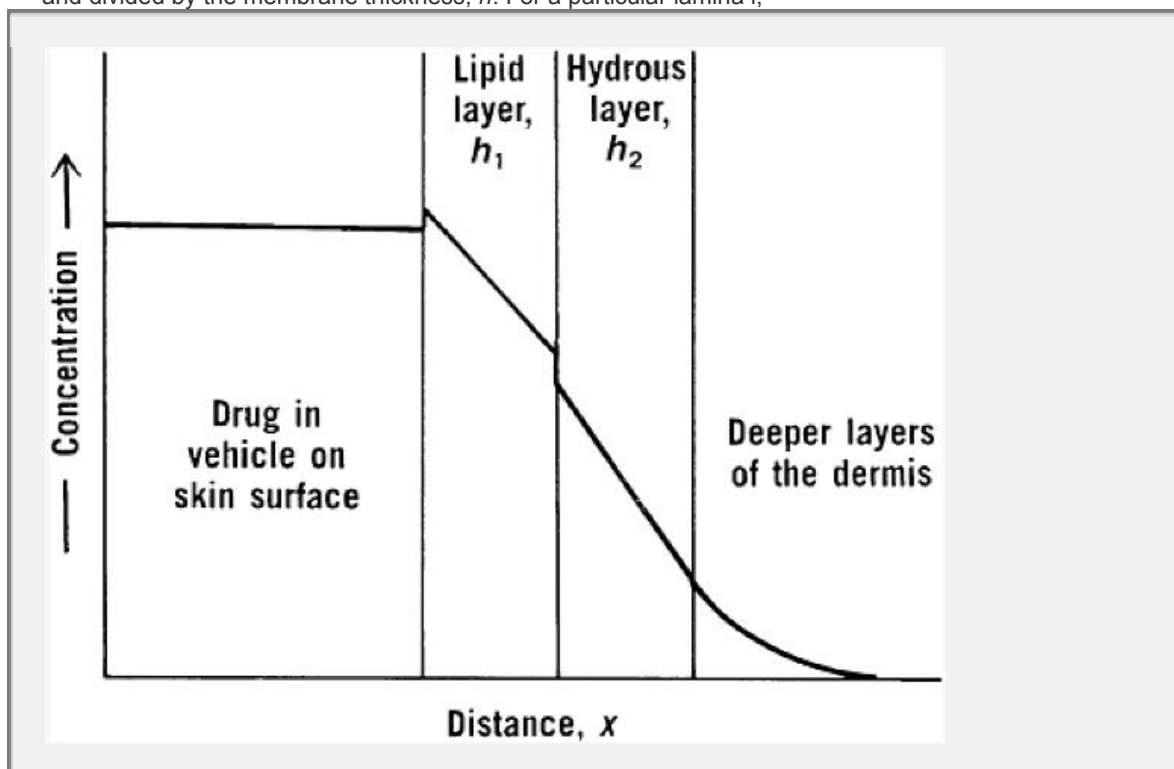 and divided by the membrane thickness, h. For a particular lamina i,
Lipid
layer,
h₁
Hydrous
layer,
h₂
Concentration
Drug in
vehicle on
skin surface
Deeper layers
of the dermis
Distance, x